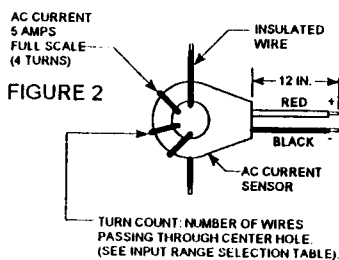 AC CURRENT
5 AMPS
FULL SCALE
(4 TURNS)
INSULATED
WIRE
FIGURE 2
12 IN.
RED +
BLACK -
AC CURRENT
SENSOR
TURN COUNT: NUMBER OF WIRES
PASSING THROUGH CENTER HOLE.
(SEE INPUT RANGE SELECTION TABLE).